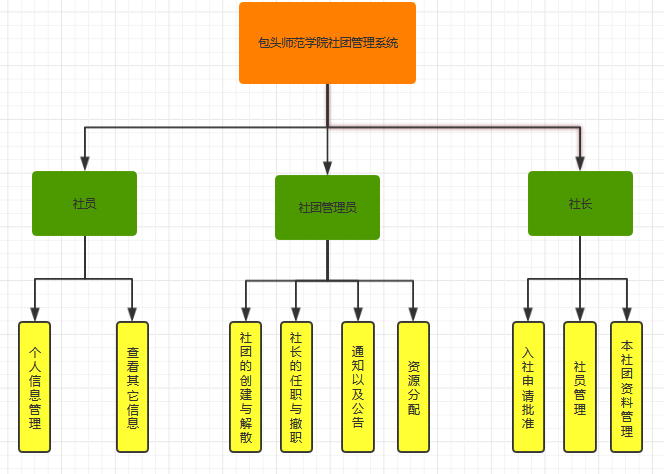 包头师范学院社团管理系统
社员
社团管理员
社长
个人信息管理
查看其它信息
社团的创建与解散
社长的任职与撤职
通知以及公告
资源分配
入社申请批准
社员管理
本社团资料管理